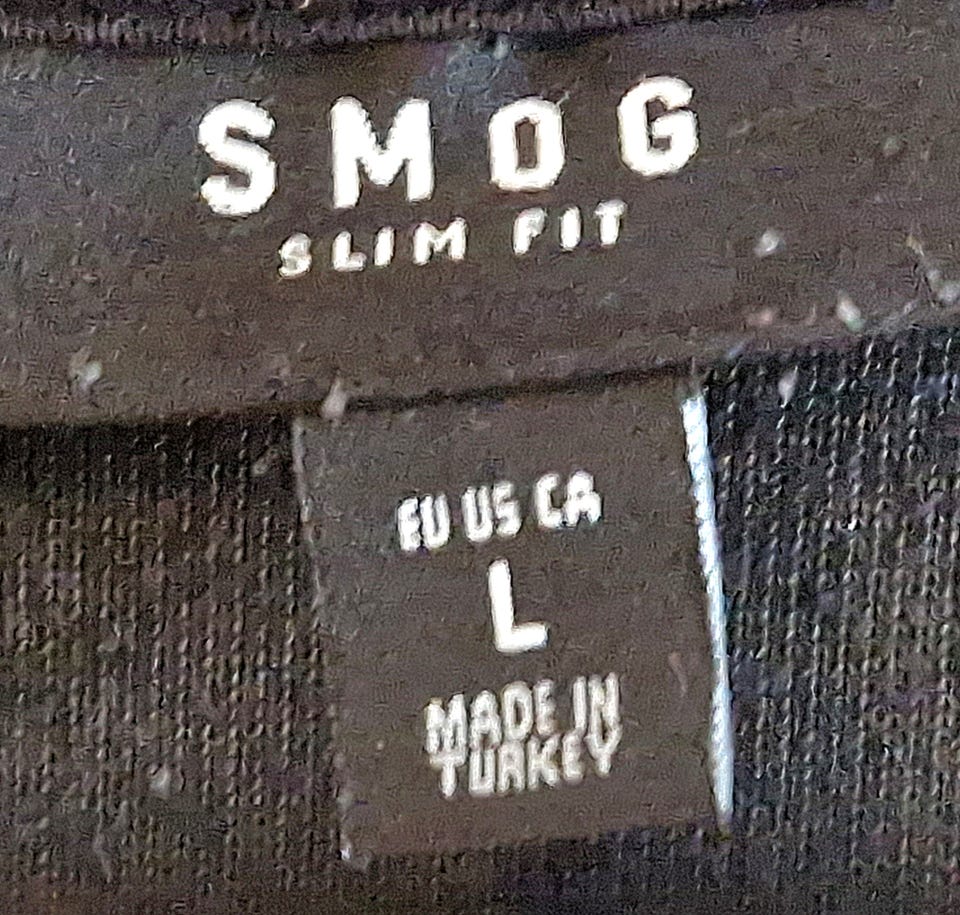 SMOG
SLIM FIT
EU US CA
L
MADE IN
TURKEY